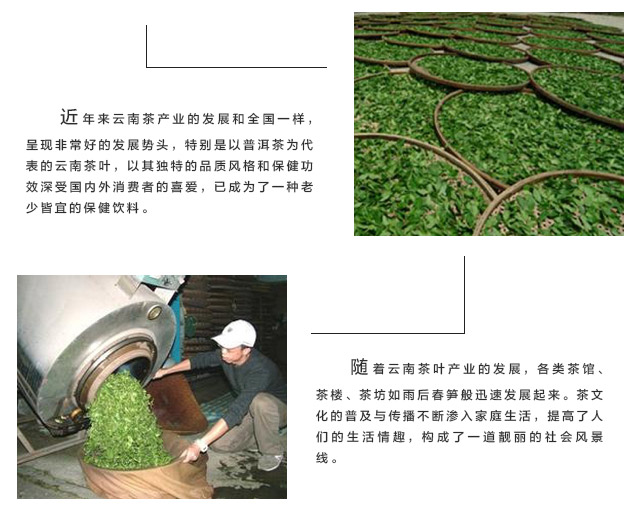 近年来云南茶产业的发展和全国一样，
呈现非常好的发展势头，特别是以普洱茶为代
表的云南茶叶，以其独特的品质风格和保健功
效深受国内外消费者的喜爱，已成为了一种老
少皆宜的保健饮料。
随着云南茶叶产业的发展，各类茶馆、
茶楼、茶坊如雨后春笋般迅速发展起来。茶文
化的普及与传播不断渗入家庭生活，提高了人
们的生活情趣，构成了一道靓丽的社会风景
线。